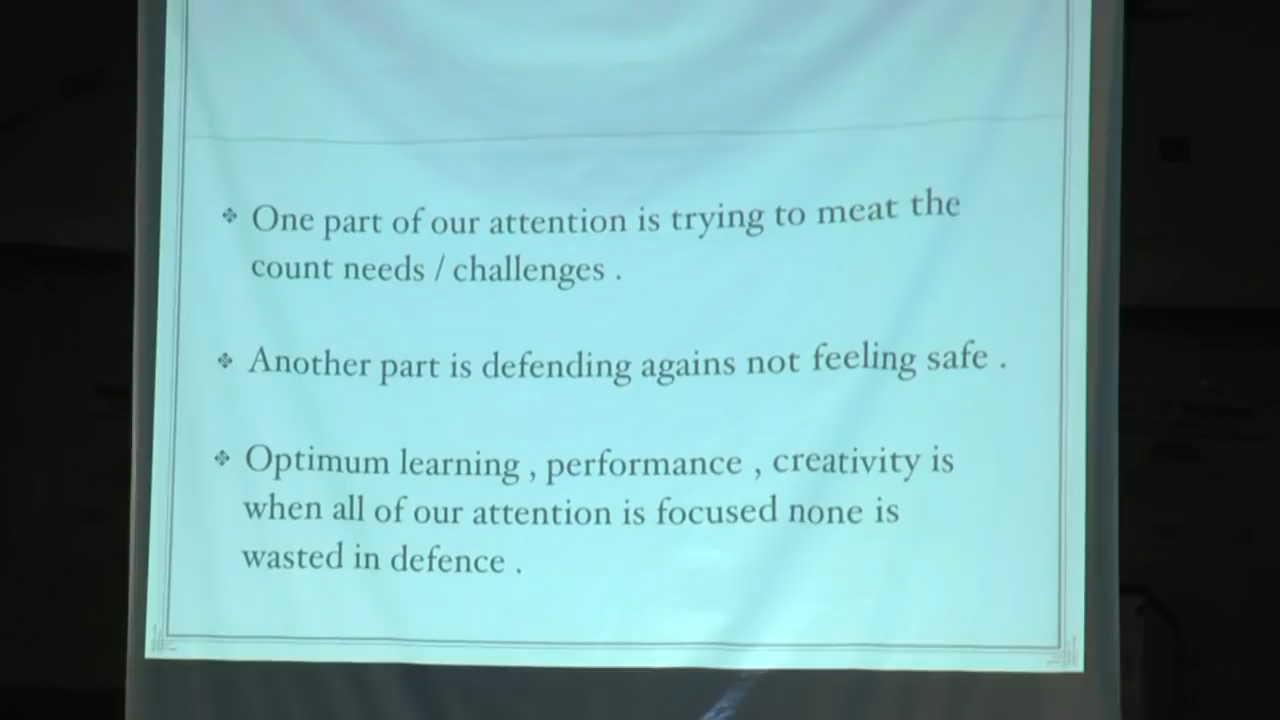 One part of our attention is trying to meat the
count needs / challenges .
Another part is defending agains not feeling safe .
Optimum learning , performance , creativity is
when all of our attention is focused none is
wasted in defence .